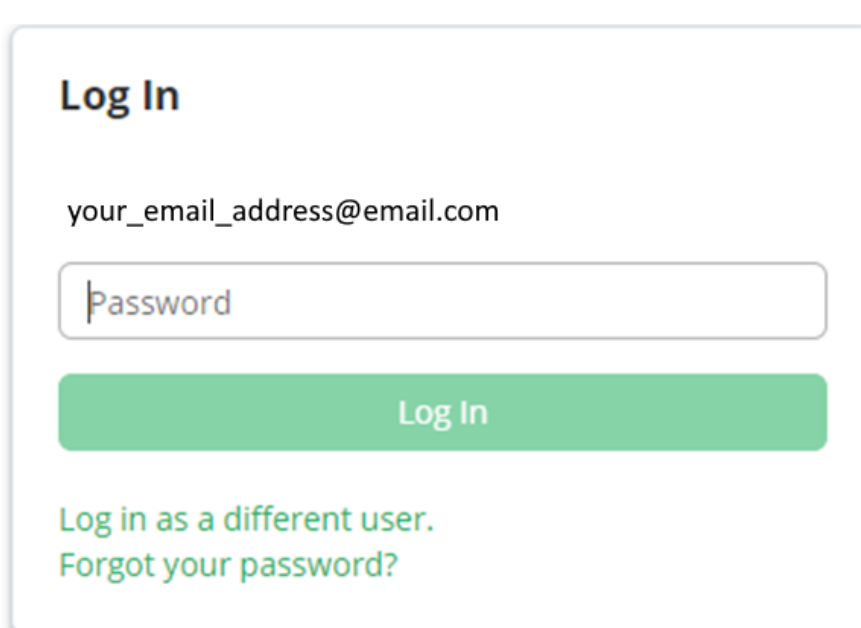 Log In
your_email_address@email.com
Password
Log In
Log in as a different user.
Forgot your password?